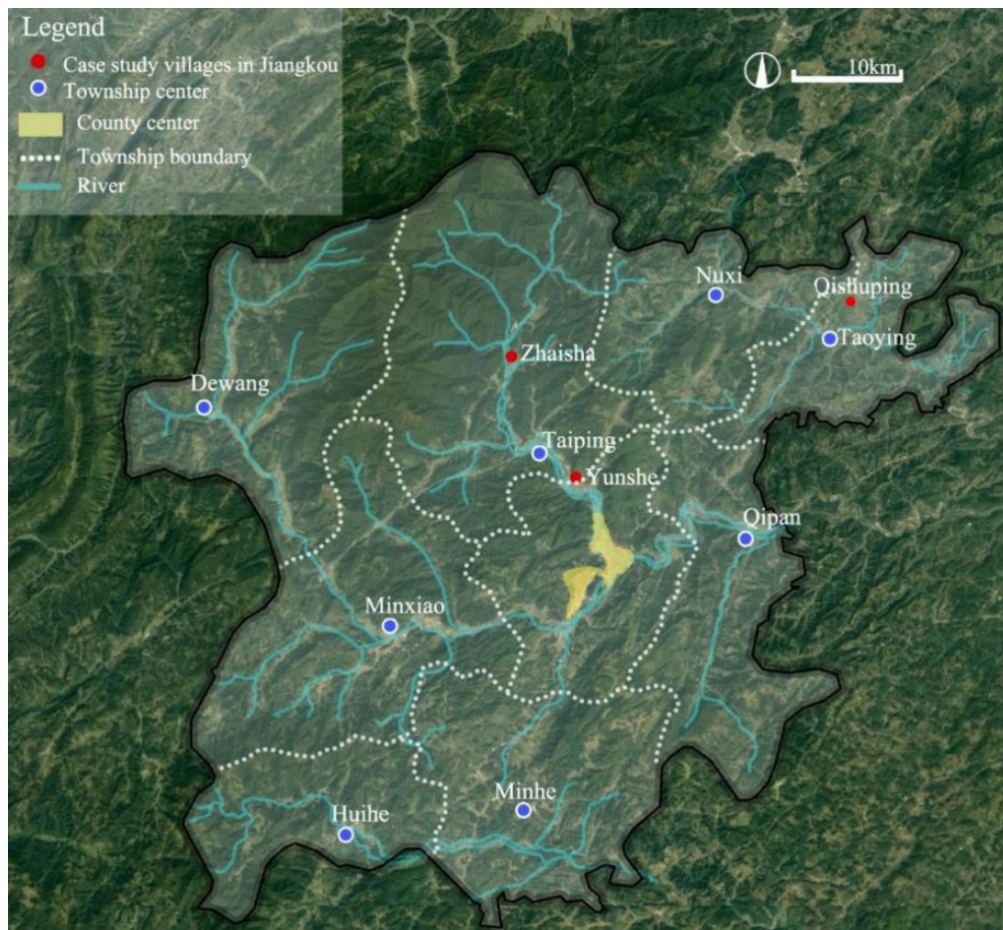 Legend
Case study villages in Jiangkou
Township center
County center
Township boundary
River
10km
Nuxi
Qishuping
Taoying
Zhaisha
Dewang
Taiping
Yunshe
Qipan
Minxiao
Minhe
Huihe